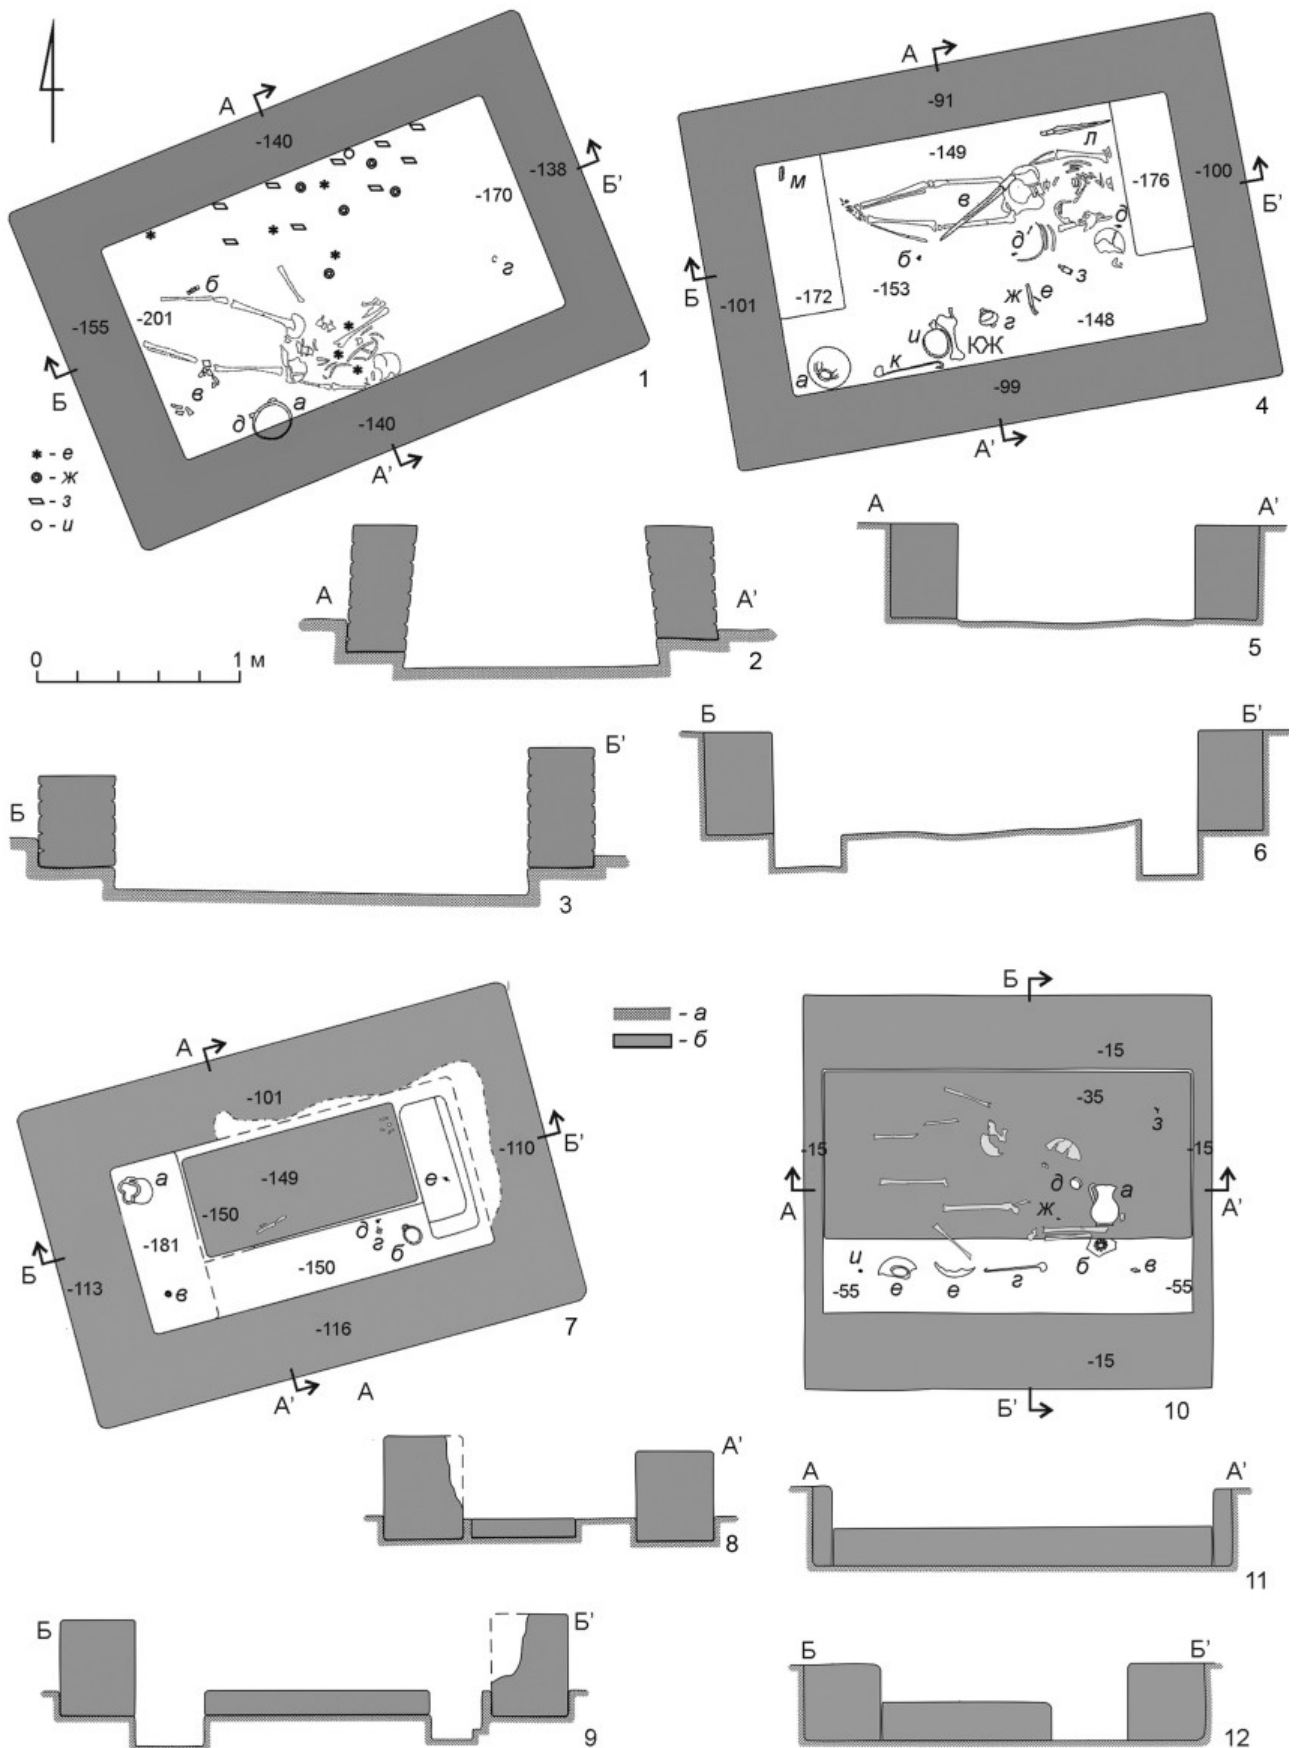 А
-140
-138
Б'
-170
г
б
-201
-155
Б
в
д
а
-140
А'
1
* - е
- ж
- з
- и
А
-91
-149
л
м
-176
-100
Б'
в
д
д'
б
Б
-101
-172
-153
з
ж
е
г
-148
и
КЖ
а
к
-99
А'
4
А
А'
2
0
1 м
А
А'
5
Б
Б'
3
Б
Б'
6
- а
- б
А
-101
-110
Б'
а
-149
е
-150
д
г
б
-181
-150
Б
-113
в
-116
7
А'
А
Б
-15
-35
з
-15
-15
д
а
А
А'
ж
и
б
в
-55
е
е
г
-55
-15
Б'
10
А'
8
А
А'
11
Б
Б'
9
Б
Б'
12